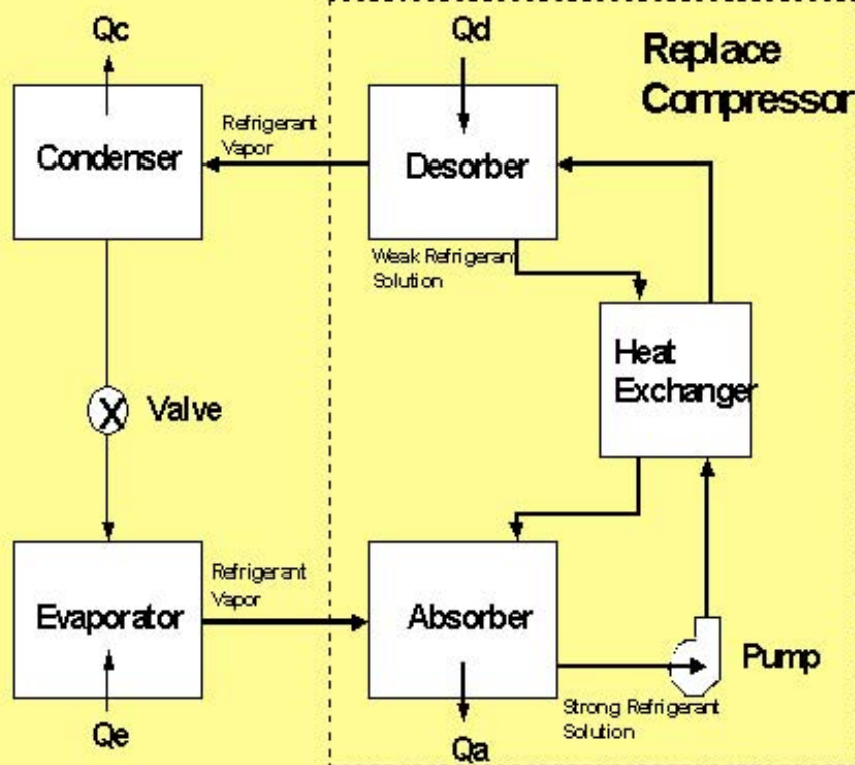 Qc
Qd
Replace
Compressor
Refrigerant
Vapor
Condenser
Desorber
Weak Refrigerant
Solution
Heat
Exchanger
X
Valve
Refrigerant
Vapor
Evaporator
Absorber
Pump
Strong Refrigerant
Solution
Qe
Qa